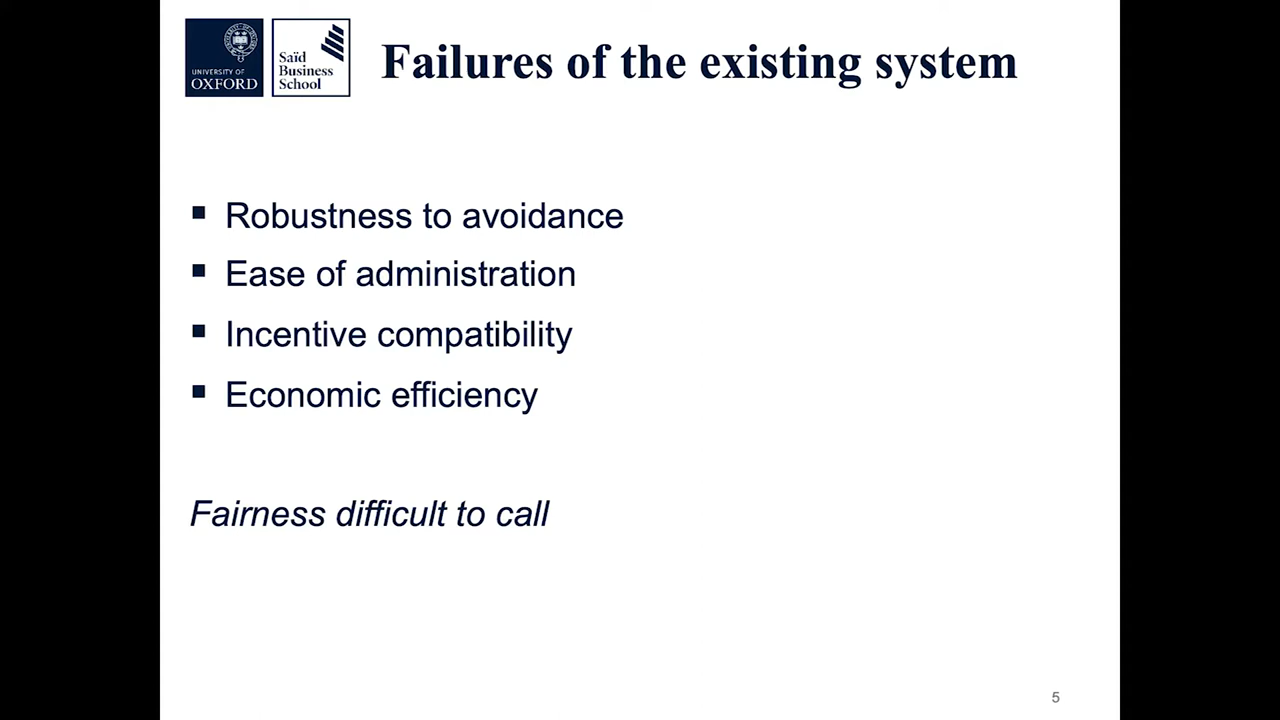 UNIVERSITY OF
OXFORD
Saïd
Business
School
Failures of the existing system
▪ Robustness to avoidance
▪ Ease of administration
▪ Incentive compatibility
▪ Economic efficiency
Fairness difficult to call
5